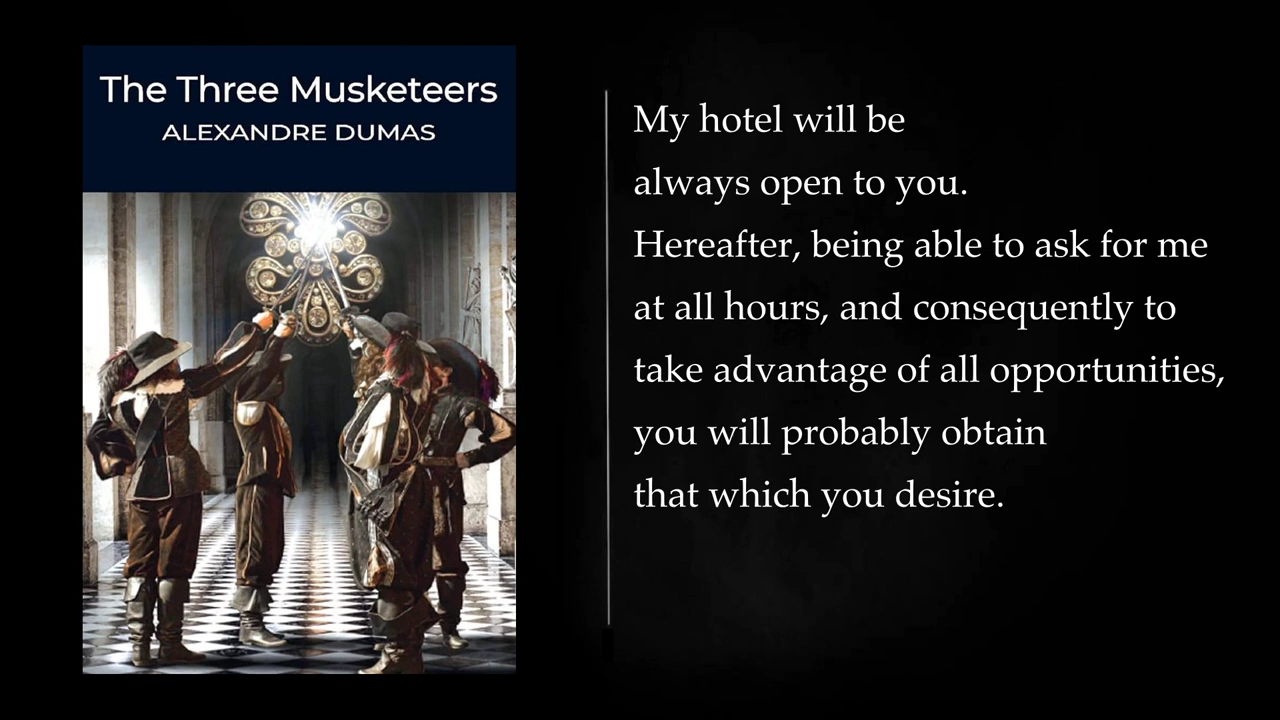 The Three Musketeers
ALEXANDRE DUMAS
My hotel will be
always open to you.
Hereafter, being able to ask for me
at all hours, and consequently to
take advantage of all opportunities,
you will probably obtain
that which you desire.